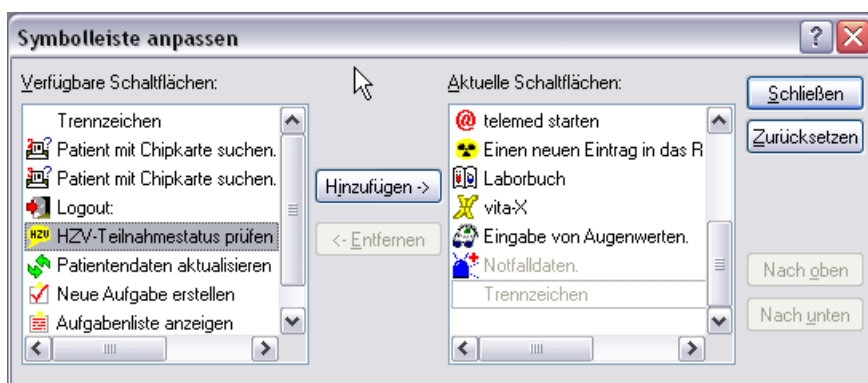 Symbolleiste anpassen
Verfügbare Schaltflächen:
Trennzeichen
Patient mit Chipkarte suchen.
Patient mit Chipkarte suchen.
Logout:
HZV HZV-Teilnahmestatus prüfen
Patientendaten aktualisieren
Neue Aufgabe erstellen
Aufgabenliste anzeigen
Hinzufügen ->
<- Entfernen
Aktuelle Schaltflächen:
@ telemed starten
Einen neuen Eintrag in das R
Laborbuch
vita-X
Eingabe von Augenwerten.
Notfalldaten.
Trennzeichen
Schließen
Zurücksetzen
Nach oben
Nach unten